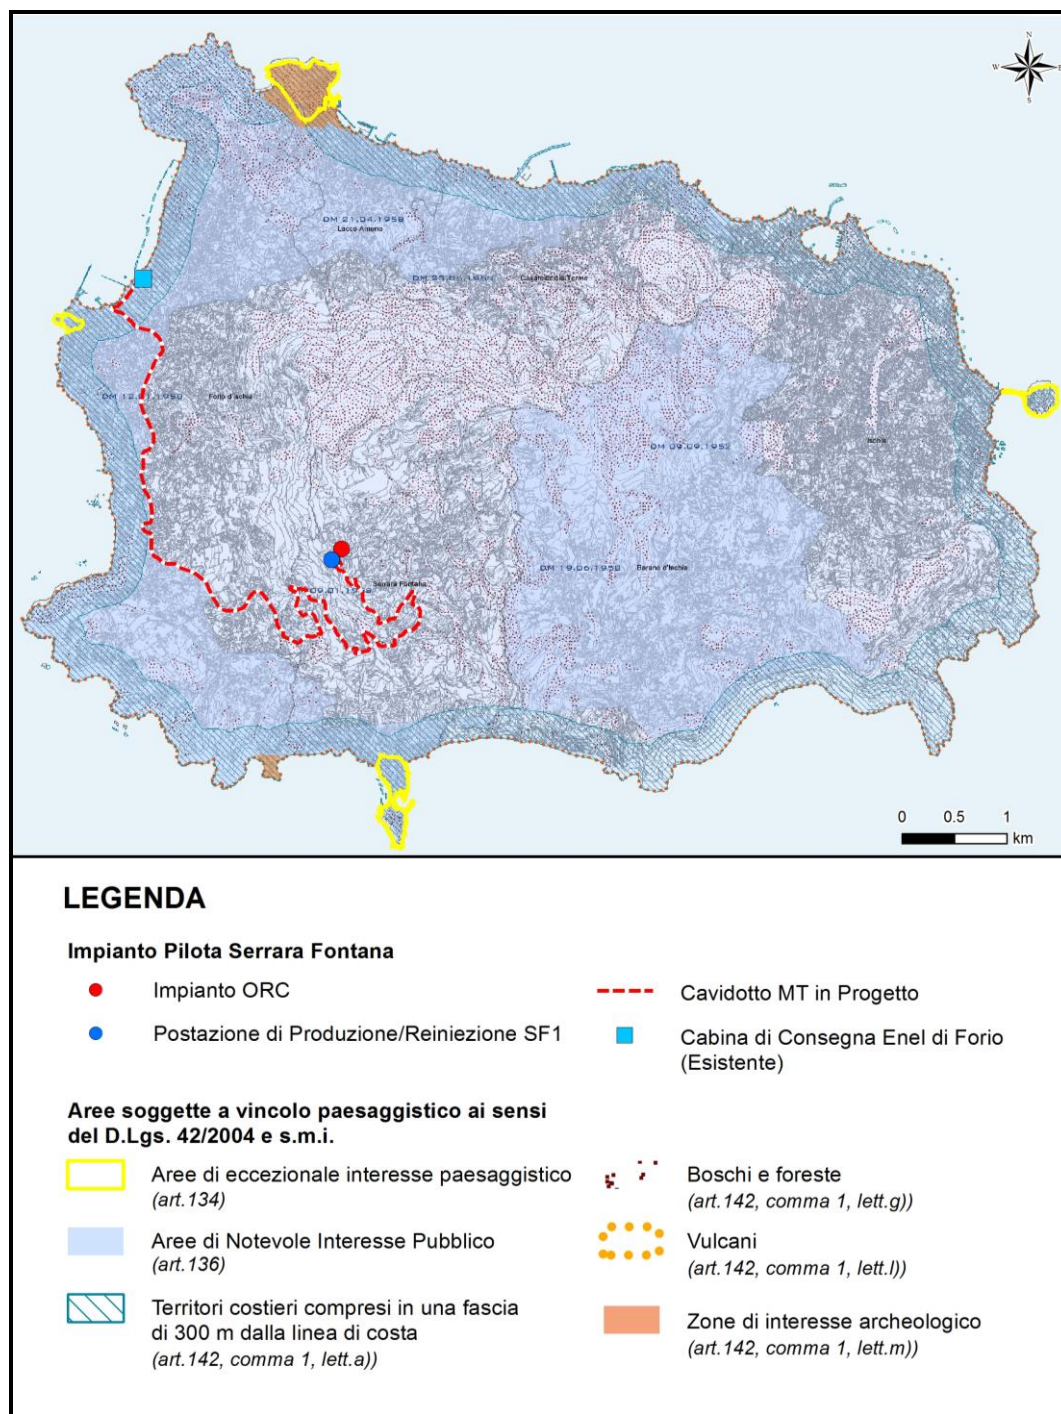 N
W
E
S
DM 21.04.1958
Lacco Ameno
Casamicciola Terme
DM 12.01.1958
Forio d'Ischia
DM 09.09.1952
Ischia
DM 19.06.1958
Barano d'Ischia
Serrara Fontana
0 0.5 1
km
LEGENDA
Impianto Pilota Serrara Fontana
Impianto ORC
Postazione di Produzione/Reiniezione SF1
Cavidotto MT in Progetto
Cabina di Consegna Enel di Forio
(Esistente)
Aree soggette a vincolo paesaggistico ai sensi
del D.Lgs. 42/2004 e s.m.i.
Aree di eccezionale interesse paesaggistico
(art.134)
Aree di Notevole Interesse Pubblico
(art.136)
Territori costieri compresi in una fascia
di 300 m dalla linea di costa
(art.142, comma 1, lett.a))
Boschi e foreste
(art.142, comma 1, lett.g))
Vulcani
(art.142, comma 1, lett.l))
Zone di interesse archeologico
(art.142, comma 1, lett.m))